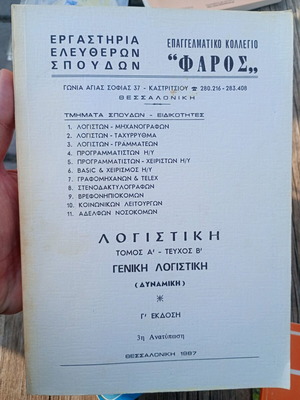 ΕΡΓΑΣΤΗΡΙΑ
ΕΛΕΥΘΕΡΩΝ
ΣΠΟΥΔΩΝ
ΕΠΑΓΓΕΛΜΑΤΙΚΟ ΚΟΛΛΕΓΙΟ
“ΦΑΡΟΣ„
ΓΩΝΙΑ ΑΓΙΑΣ ΣΟΦΙΑΣ 37 - ΚΑΣΤΡΙΤΣΙΟΥ ☎ 280.216 - 283.408
ΘΕΣΣΑΛΟΝΙΚΗ
ΤΜΗΜΑΤΑ ΣΠΟΥΔΩΝ - ΕΙΔΙΚΟΤΗΤΕΣ
1. ΛΟΓΙΣΤΩΝ - ΜΗΧΑΝΟΓΡΑΦΩΝ
2. ΛΟΓΙΣΤΩΝ - ΤΑΧΥΡΡΥΘΜΑ
3. ΛΟΓΙΣΤΩΝ - ΓΡΑΜΜΑΤΕΩΝ
4. ΠΡΟΓΡΑΜΜΑΤΙΣΤΩΝ Η/Υ
5. ΠΡΟΓΡΑΜΜΑΤΙΣΤΩΝ - ΧΕΙΡΙΣΤΩΝ Η/Υ
6. BASIC & ΧΕΙΡΙΣΜΟΣ Η/Υ
7. ΓΡΑΦΟΜΗΧΑΝΩΝ & TELEX
8. ΣΤΕΝΟΔΑΚΤΥΛΟΓΡΑΦΩΝ
9. ΒΡΕΦΟΝΗΠΙΟΚΟΜΩΝ
10. ΚΟΙΝΩΝΙΚΩΝ ΛΕΙΤΟΥΡΓΩΝ
11. ΑΔΕΛΦΩΝ ΝΟΣΟΚΟΜΩΝ
ΛΟΓΙΣΤΙΚΗ
ΤΟΜΟΣ Α' - ΤΕΥΧΟΣ Β'
ΓΕΝΙΚΗ ΛΟΓΙΣΤΙΚΗ
(ΔΥΝΑΜΙΚΗ)
Γ' ΕΚΔΟΣΗ
3η Ανατύπωση
ΘΕΣΣΑΛΟΝΙΚΗ 1987